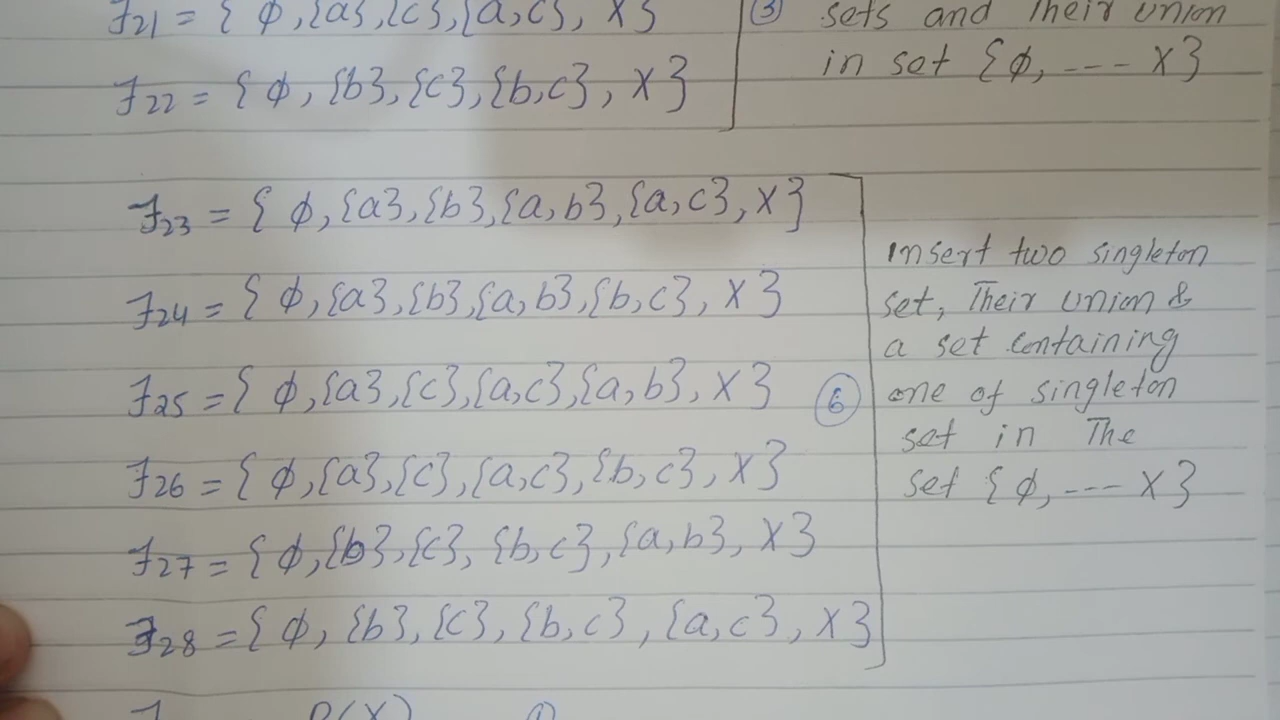 J21 = { ϕ, {a}, {c}, {a, c}, X }
(3) sets and Their union
in set {ϕ, --- X}
J22 = { ϕ, {b}, {c}, {b, c}, X }
J23 = { ϕ, {a}, {b}, {a, b}, {a, c}, X }
J24 = { ϕ, {a}, {b}, {a, b}, {b, c}, X }
J25 = { ϕ, {a}, {c}, {a, c}, {a, b}, X }
J26 = { ϕ, {a}, {c}, {a, c}, {b, c}, X }
J27 = { ϕ, {b}, {c}, {b, c}, {a, b}, X }
J28 = { ϕ, {b}, {c}, {b, c}, {a, c}, X }
(6)
Insert two singleton
set, Their union &
a set containing
one of singleton
set in The
set {ϕ, --- X}
P(X) (1)